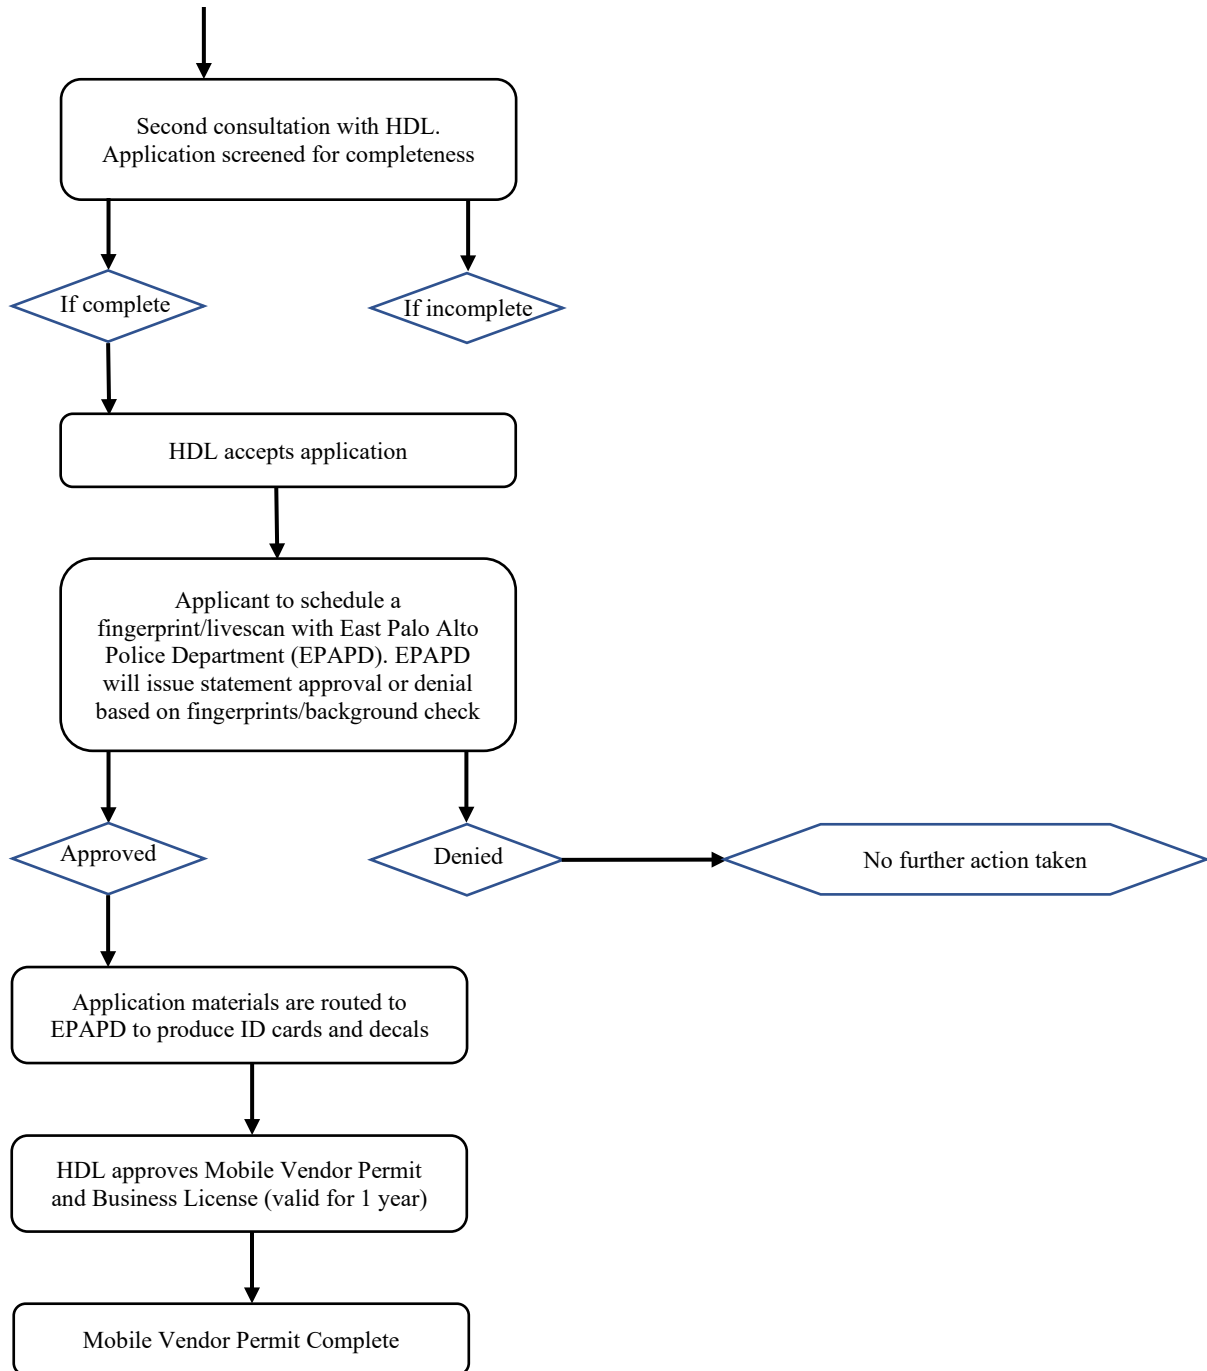 Second consultation with HDL.
Application screened for completeness
If complete
If incomplete
HDL accepts application
Applicant to schedule a
fingerprint/livescan with East Palo Alto
Police Department (EPAPD). EPAPD
will issue statement approval or denial
based on fingerprints/background check
Approved
Denied
No further action taken
Application materials are routed to
EPAPD to produce ID cards and decals
HDL approves Mobile Vendor Permit
and Business License (valid for 1 year)
Mobile Vendor Permit Complete